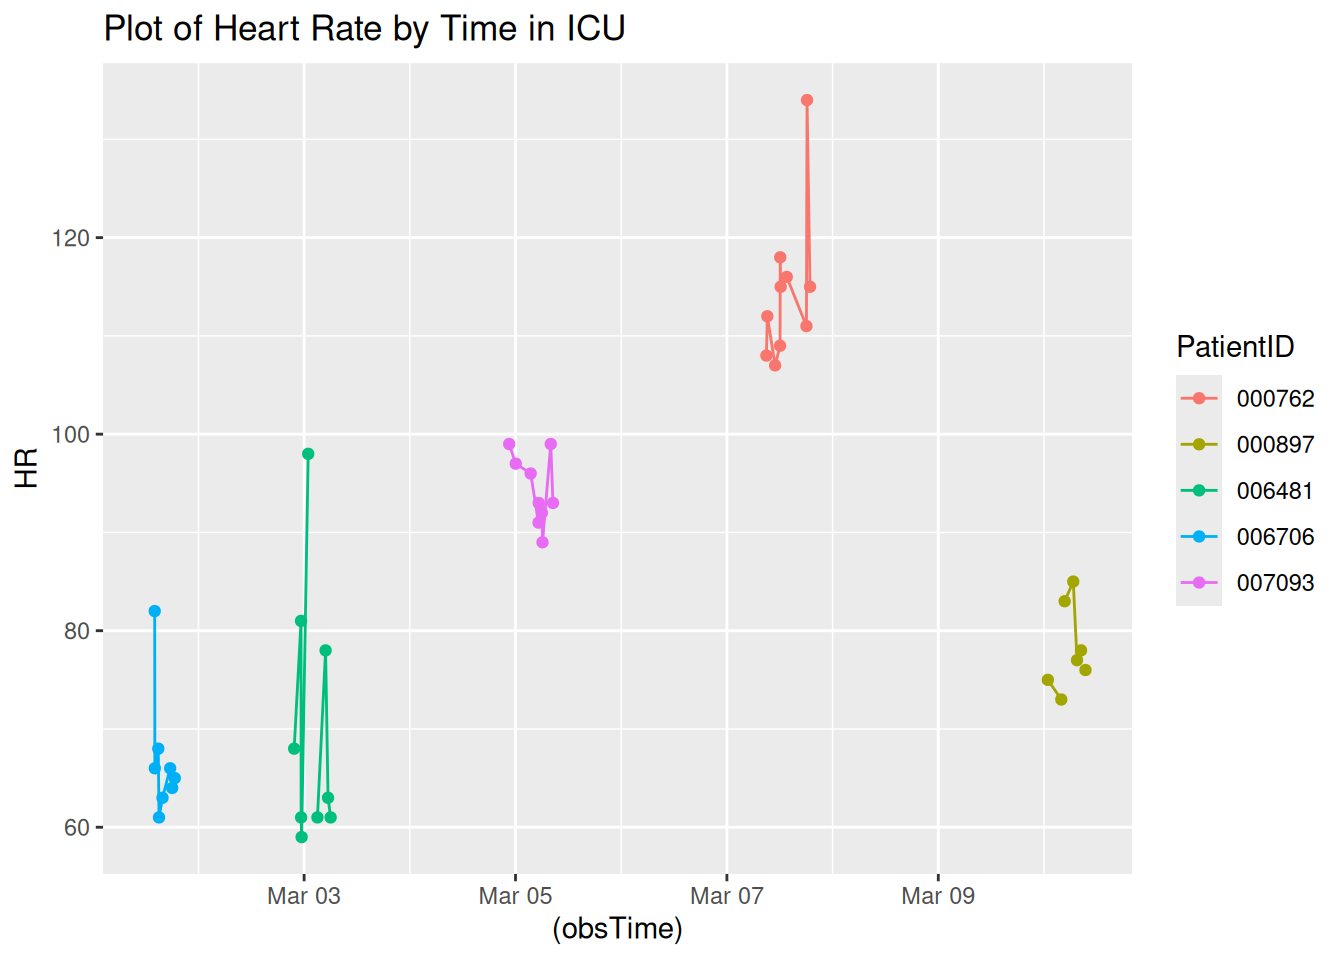 Plot of Heart Rate by Time in ICU
HR
120
100
80
60
Mar 03 Mar 05 Mar 07 Mar 09
(obsTime)
PatientID
000762
000897
006481
006706
007093